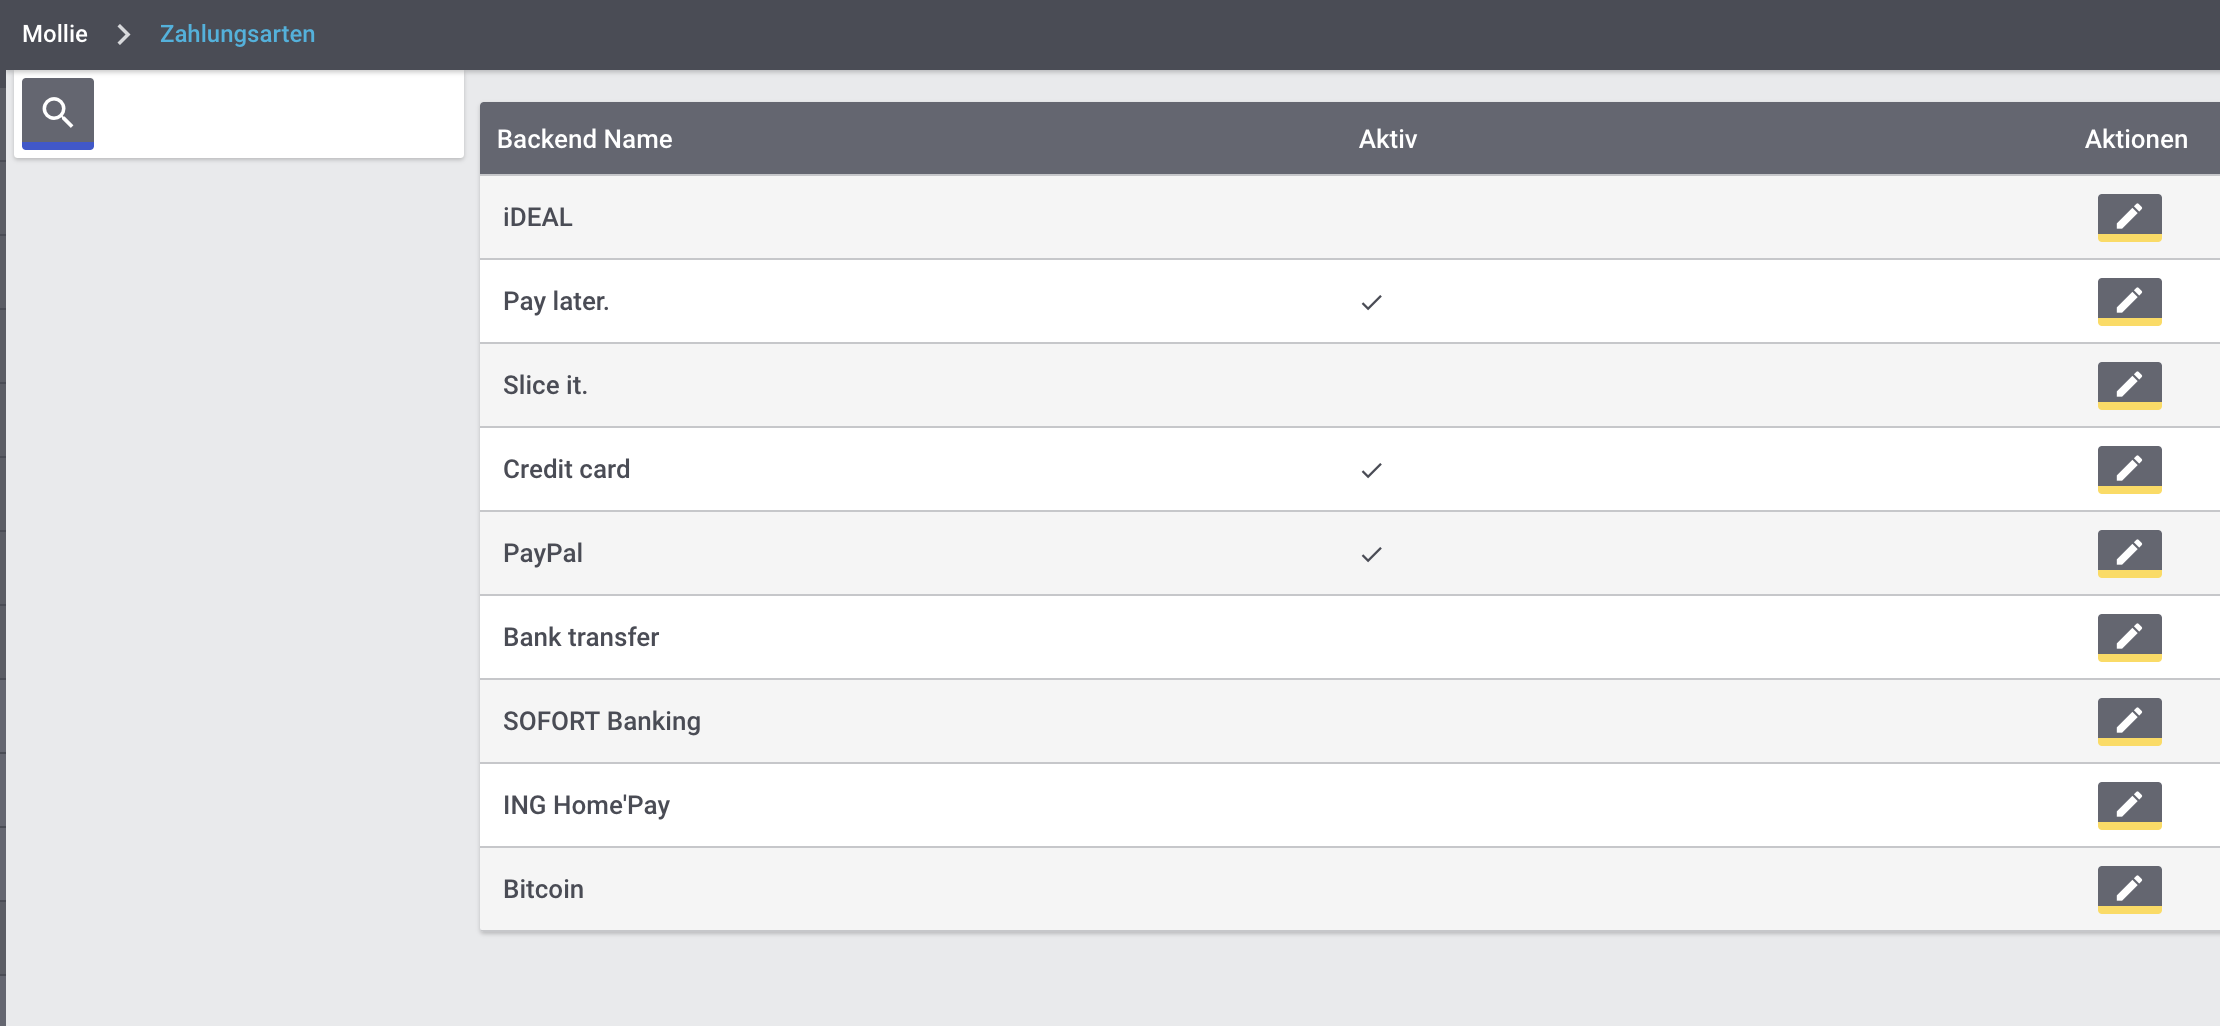 Mollie Zahlungsarten
Backend Name Aktiv Aktionen
iDEAL
Pay later.
Slice it.
Credit card
PayPal
Bank transfer
SOFORT Banking
ING Home'Pay
Bitcoin